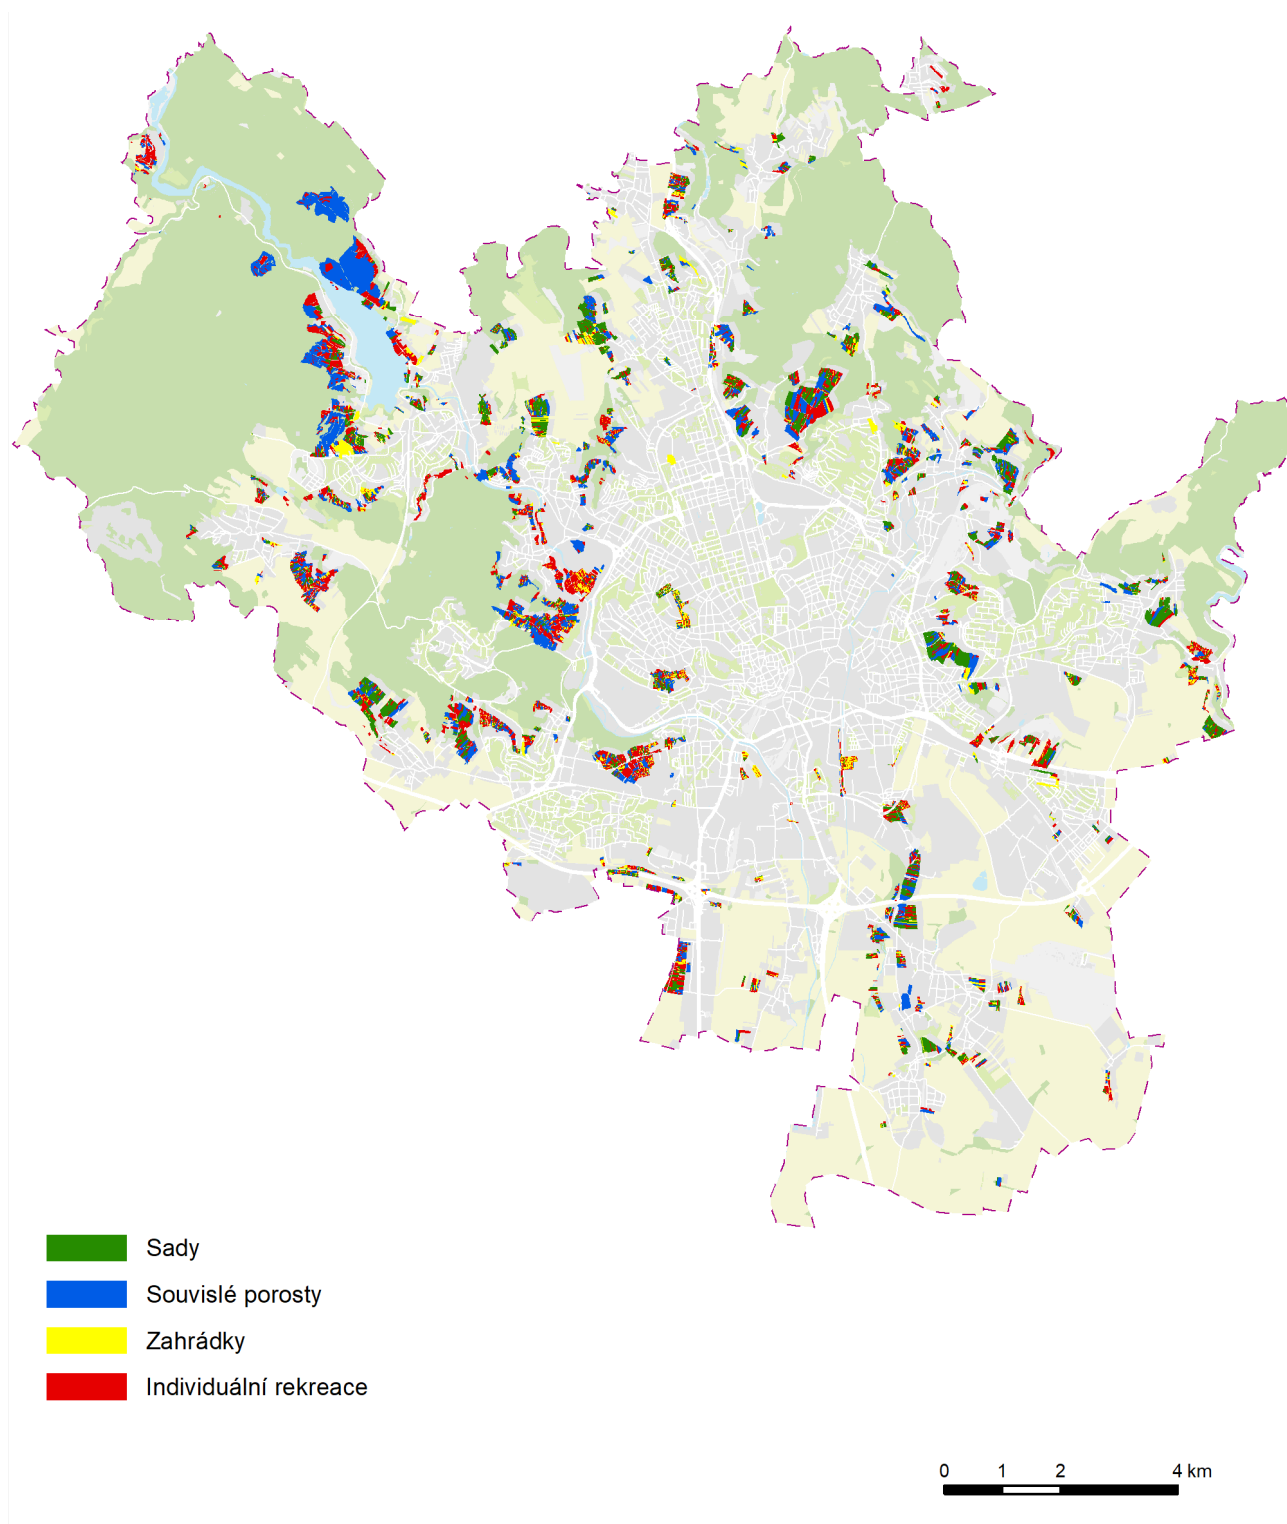 Sady
Souvislé porosty
Zahrádky
Individuální rekreace
0 1 2 4 km